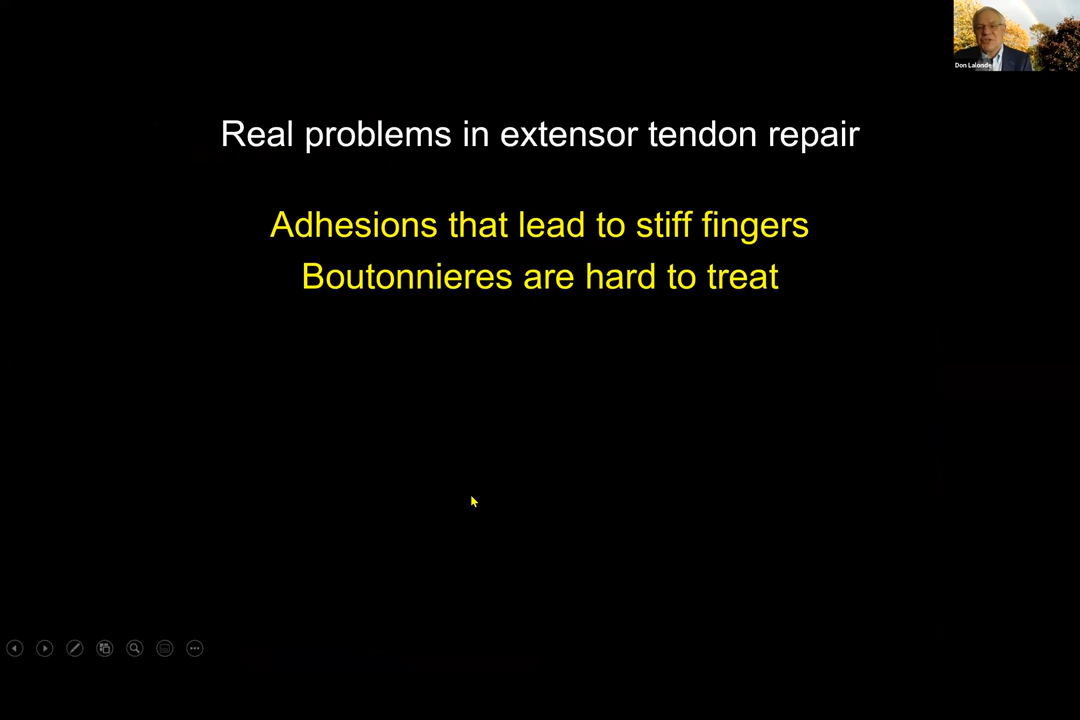 Don Lalonde
Real problems in extensor tendon repair
Adhesions that lead to stiff fingers
Boutonnieres are hard to treat